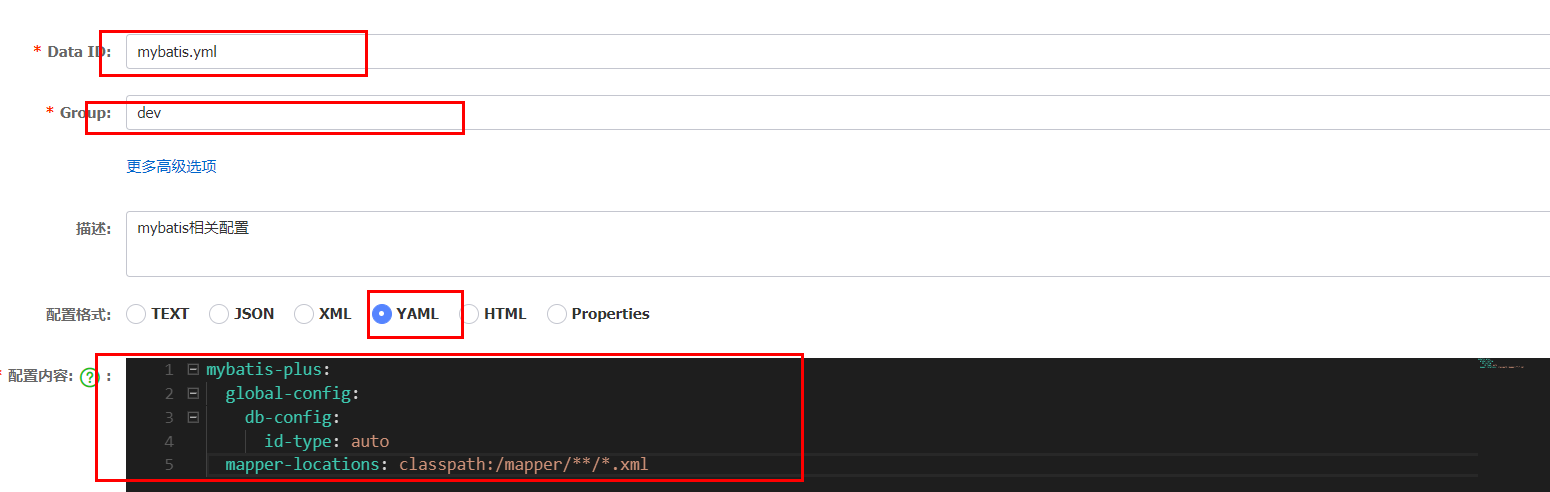 * Data ID: mybatis.yml
* Group: dev
更多高级选项
描述: mybatis相关配置
配置格式: TEXT JSON XML YAML HTML Properties
* 配置内容: ? :
1 mybatis-plus:
2 global-config:
3 db-config:
4 id-type: auto
5 mapper-locations: classpath:/mapper/**/*.xml